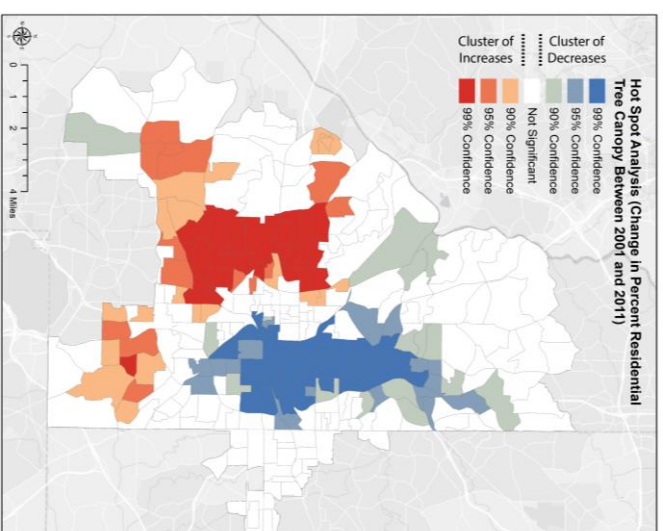 Hot Spot Analysis (Change in Percent Residential
Tree Canopy Between 2001 and 2011)
99% Confidence
95% Confidence
90% Confidence
Not Significant
90% Confidence
95% Confidence
99% Confidence
Cluster of
Decreases
Cluster of
Increases
0 1 2 4 Miles